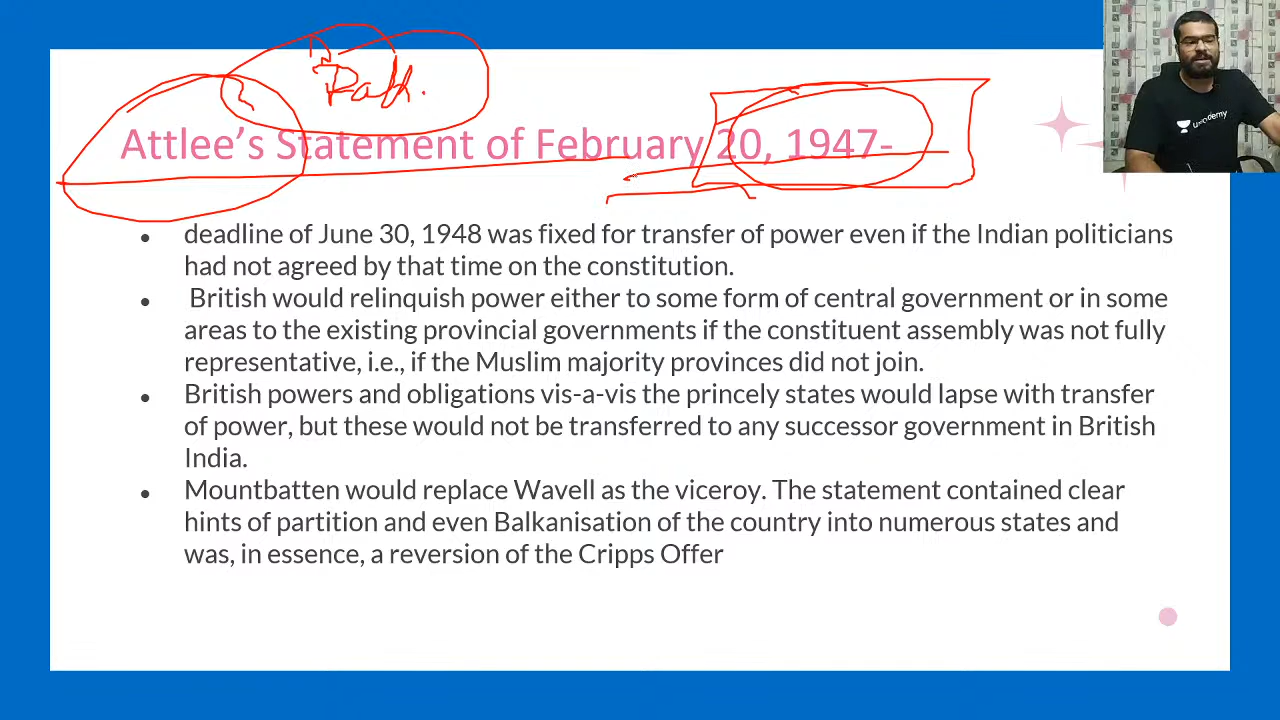 Attlee's Statement of February 20, 1947-
deadline of June 30, 1948 was fixed for transfer of power even if the Indian politicians
had not agreed by that time on the constitution.
British would relinquish power either to some form of central government or in some
areas to the existing provincial governments if the constituent assembly was not fully
representative, i.e., if the Muslim majority provinces did not join.
British powers and obligations vis-a-vis the princely states would lapse with transfer
of power, but these would not be transferred to any successor government in British
India.
Mountbatten would replace Wavell as the viceroy. The statement contained clear
hints of partition and even Balkanisation of the country into numerous states and
was, in essence, a reversion of the Cripps Offer